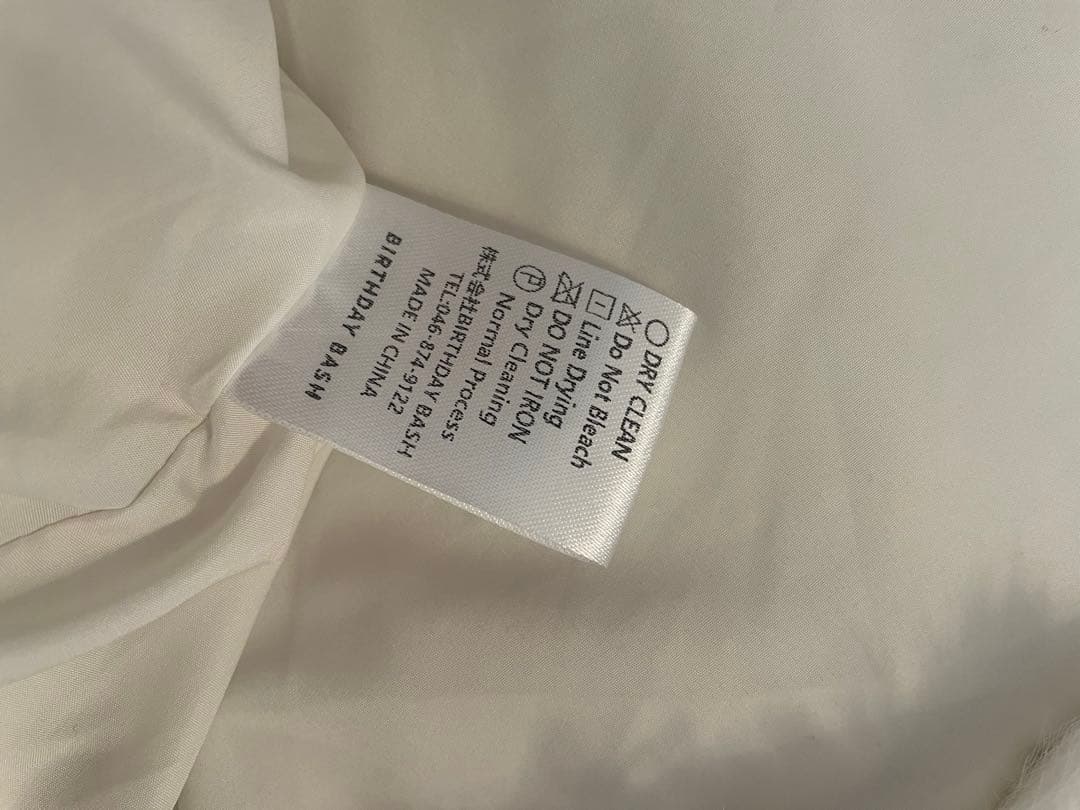 DRY CLEAN
Do Not Bleach
Line Drying
DO NOT IRON
Ⓟ Dry Cleaning
Normal Process
株式会社BIRTHDAY BASH
TEL:046-874-9122
MADE IN CHINA
BIRTHDAY BASH